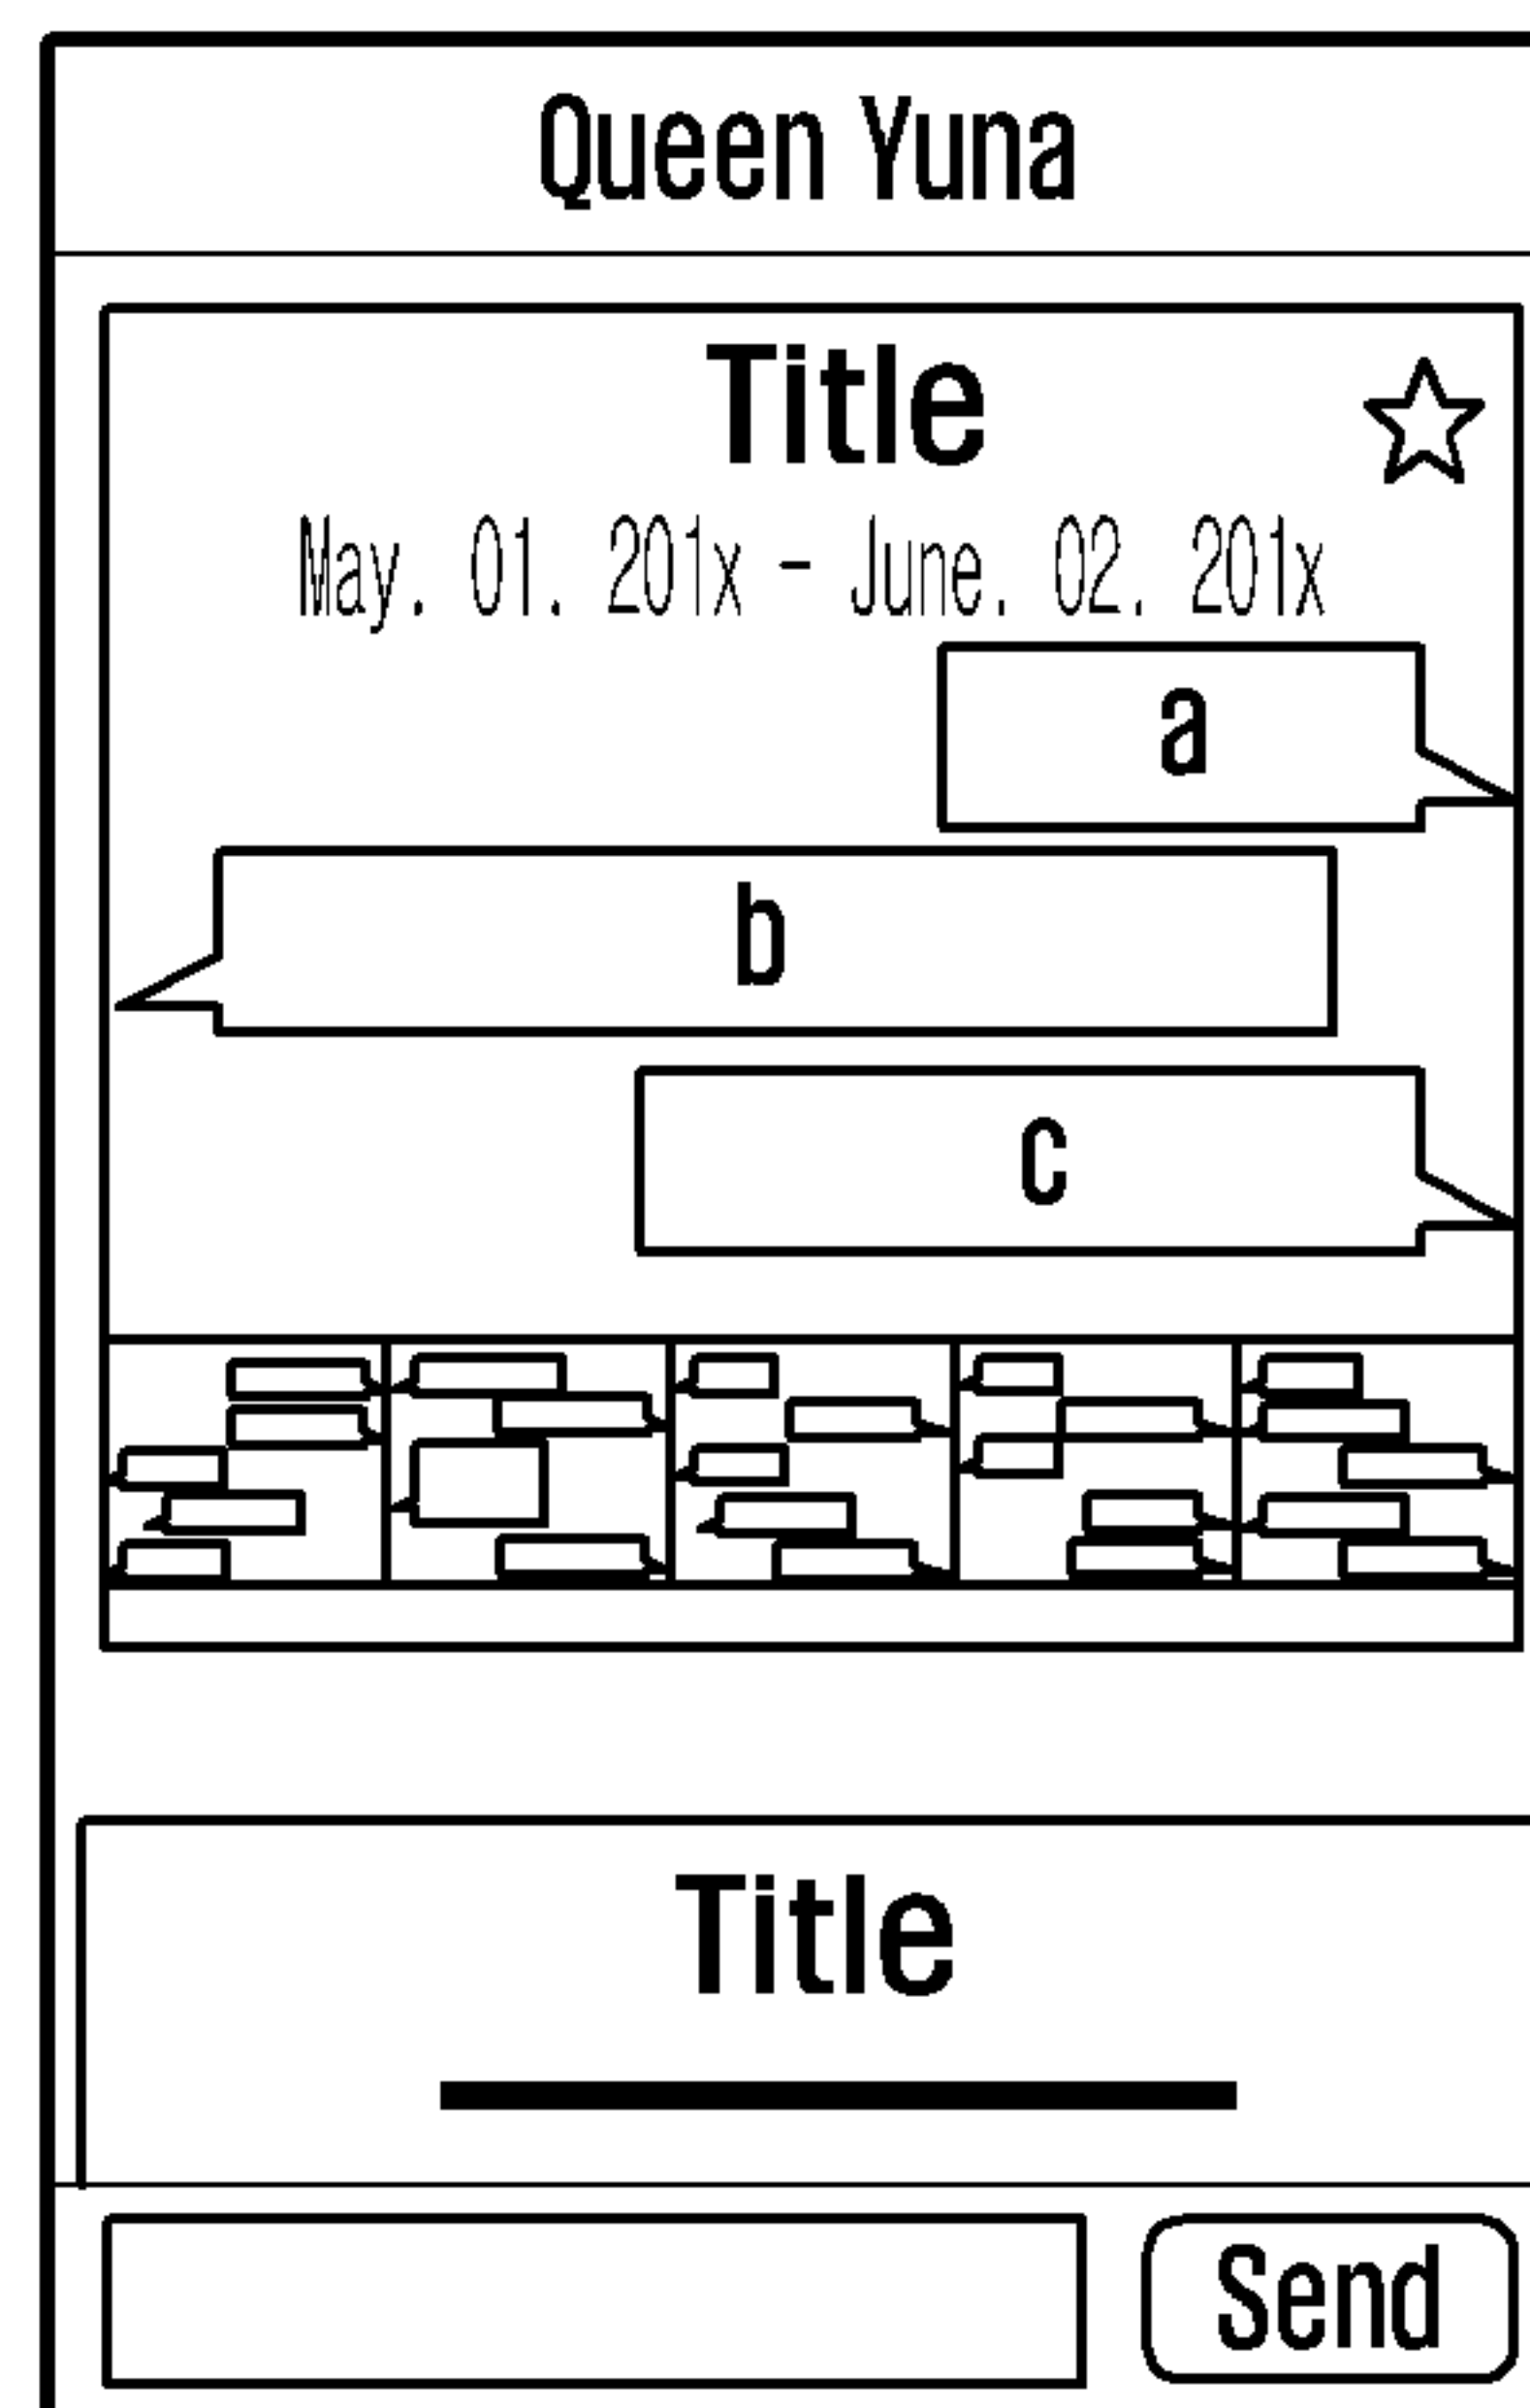 Queen Yuna
Title
May. 01. 201x - June. 02. 201x
a
b
c
Title
Send